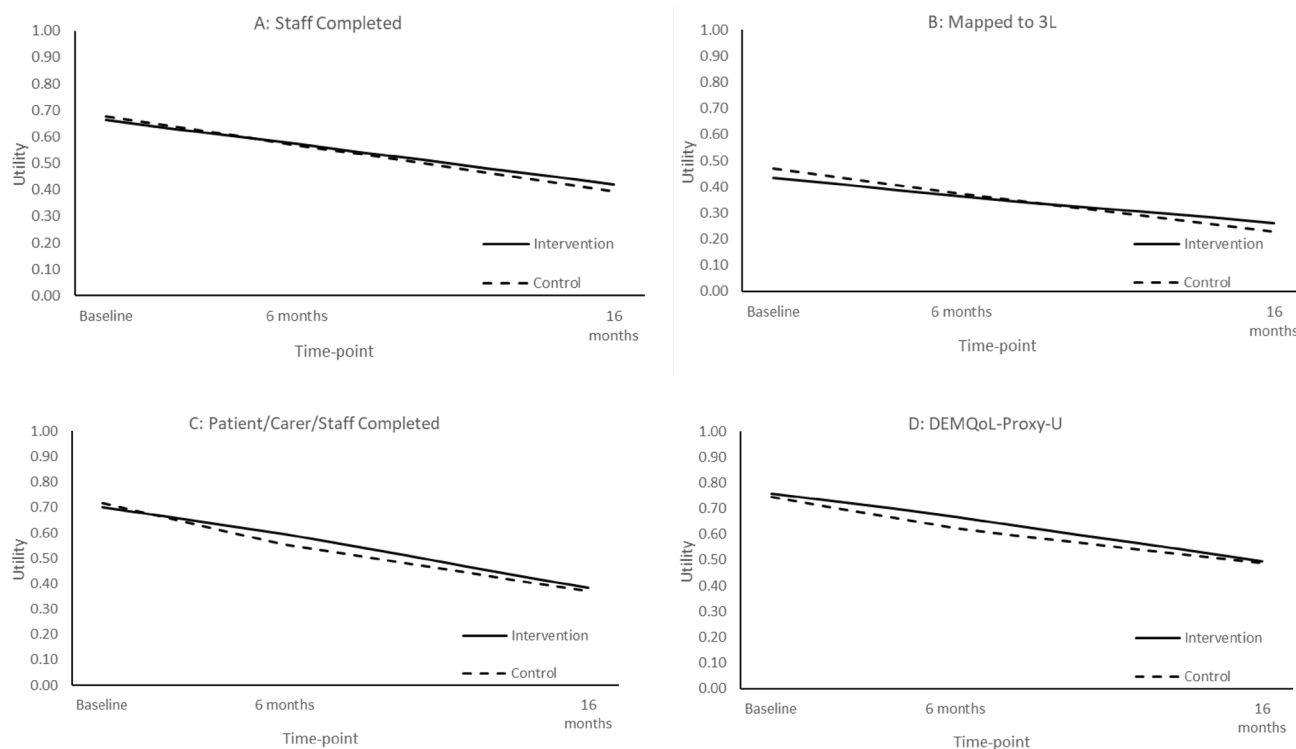 A: Staff Completed
1.00
0.90
0.80
0.70
0.60
0.50
0.40
0.30
0.20
0.10
0.00
Utility
Intervention
Control
Baseline
6 months
16
months
Time-point
B: Mapped to 3L
1.00
0.90
0.80
0.70
0.60
0.50
0.40
0.30
0.20
0.10
0.00
Utility
Intervention
Control
Baseline
6 months
16
months
Time-point
C: Patient/Carer/Staff Completed
1.00
0.90
0.80
0.70
0.60
0.50
0.40
0.30
0.20
0.10
0.00
Utility
Intervention
Control
Baseline
6 months
16
months
Time-point
D: DEMQoL-Proxy-U
1.00
0.90
0.80
0.70
0.60
0.50
0.40
0.30
0.20
0.10
0.00
Utility
Intervention
Control
Baseline
6 months
16
months
Time-point